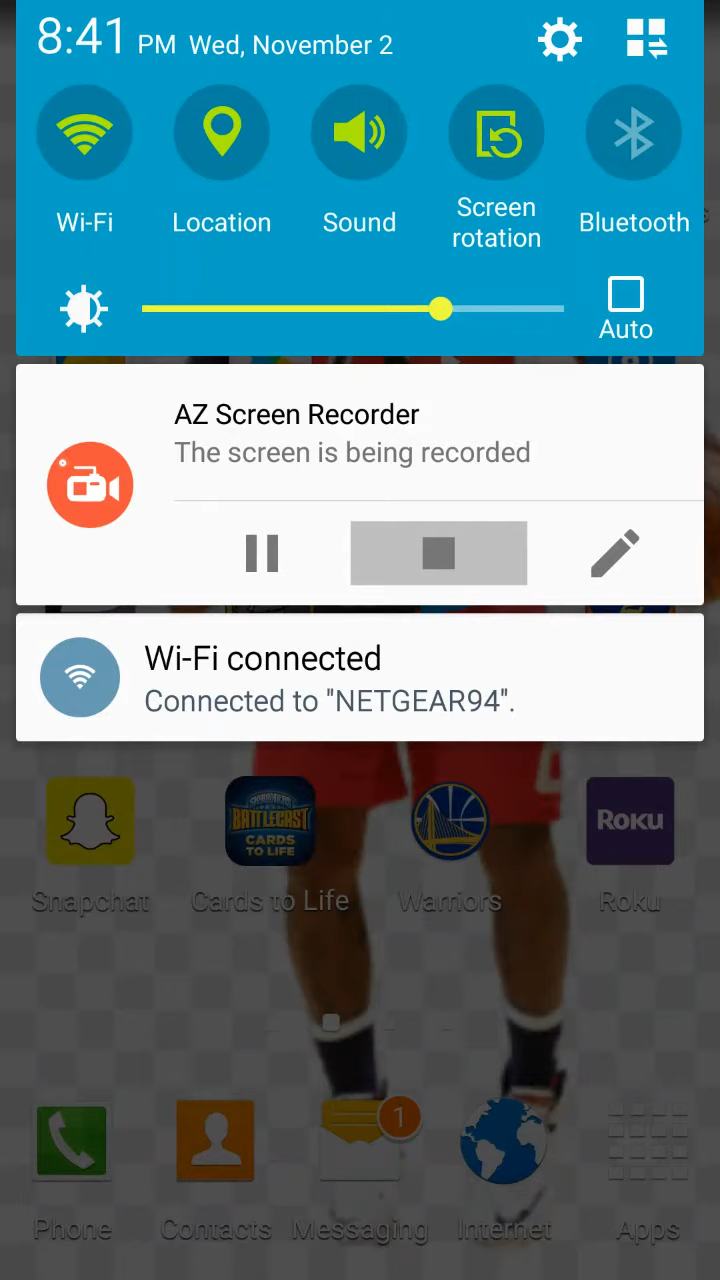 8:41 PM Wed, November 2
Wi-Fi
Location
Sound
Screen
rotation
Bluetooth
Auto
AZ Screen Recorder
The screen is being recorded
Wi-Fi connected
Connected to "NETGEAR94".
BATTLECAST
CARDS
TO LIFE
ROKU
Snapchat
Cards to Life
Warriors
Roku
1
Phone
Contacts
Messaging
Internet
Apps